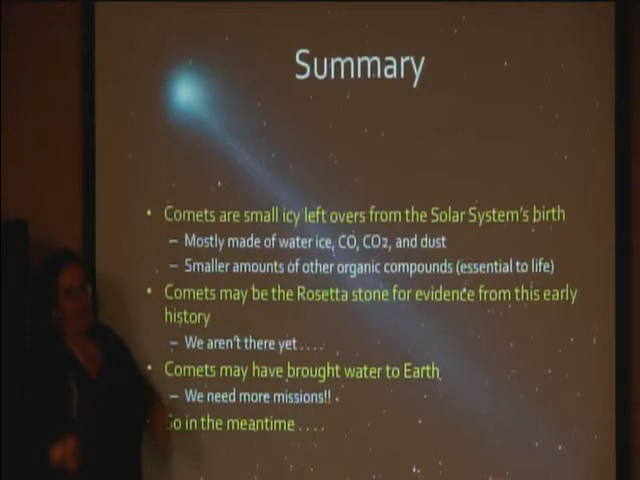 Summary
• Comets are small icy left overs from the Solar System's birth
– Mostly made of water ice, CO, CO2, and dust
– Smaller amounts of other organic compounds (essential to life)
• Comets may be the Rosetta stone for evidence from this early
history
– We aren't there yet . . . .
• Comets may have brought water to Earth
– We need more missions!!
• So in the meantime . . . .